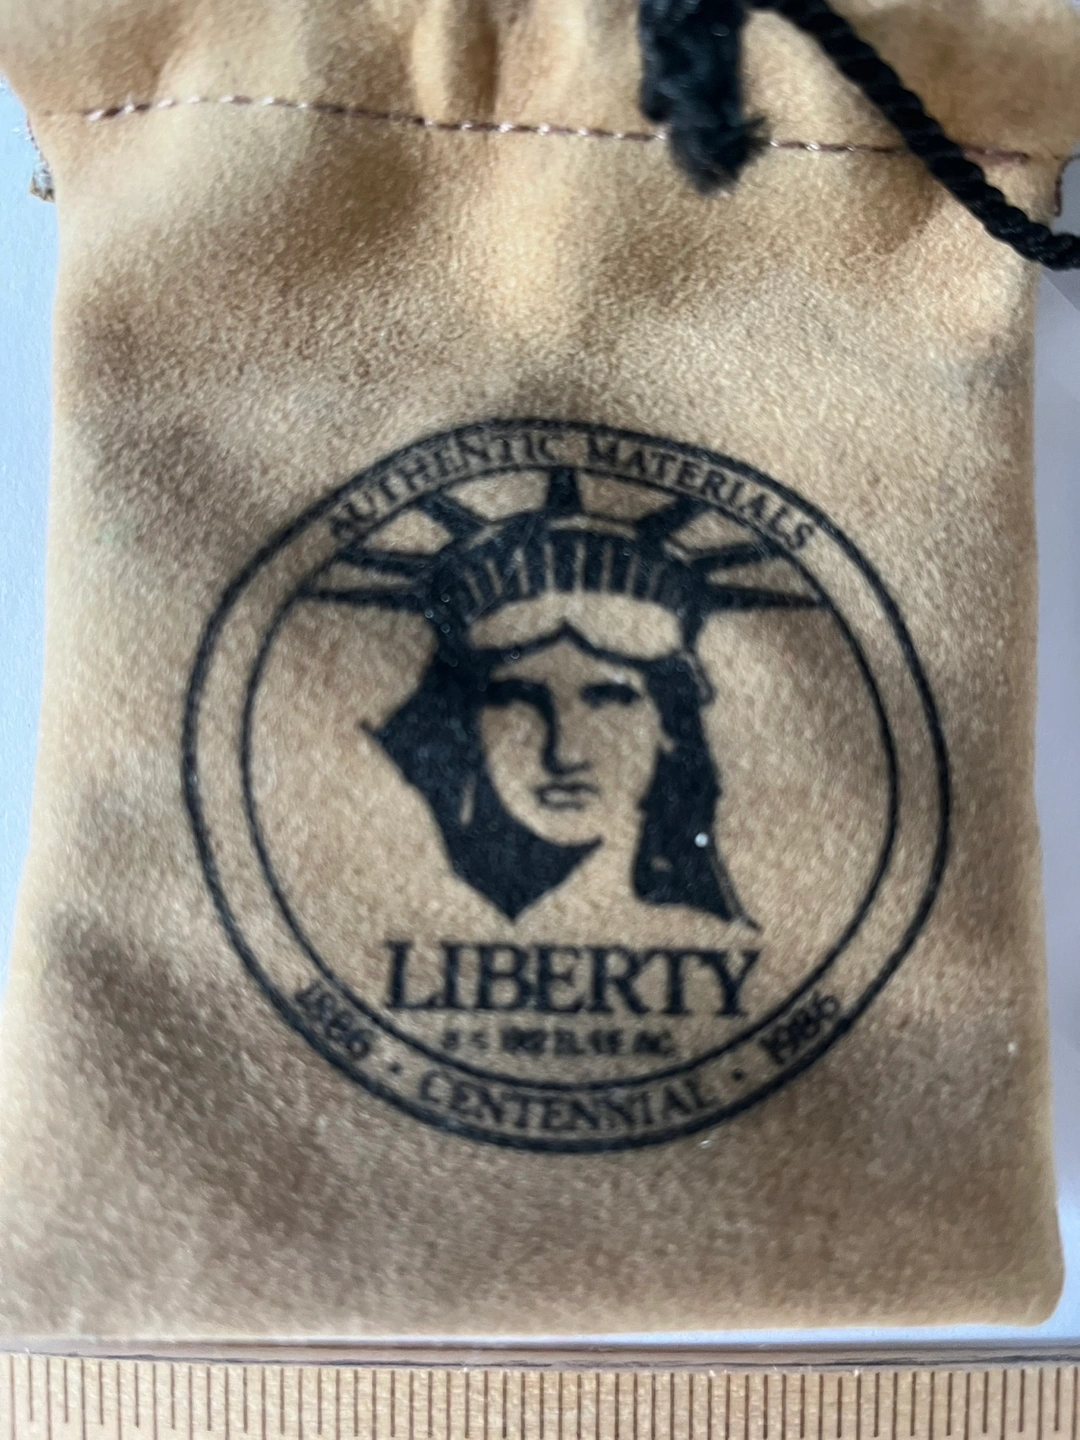 AUTHENTIC MATERIALS
LIBERTY
1886 · CENTENNIAL · 1986